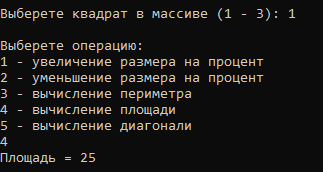 Выберете квадрат в массиве (1 - 3): 1
Выберете операцию:
1 - увеличение размера на процент
2 - уменьшение размера на процент
3 - вычисление периметра
4 - вычисление площади
5 - вычисление диагонали
4
Площадь = 25